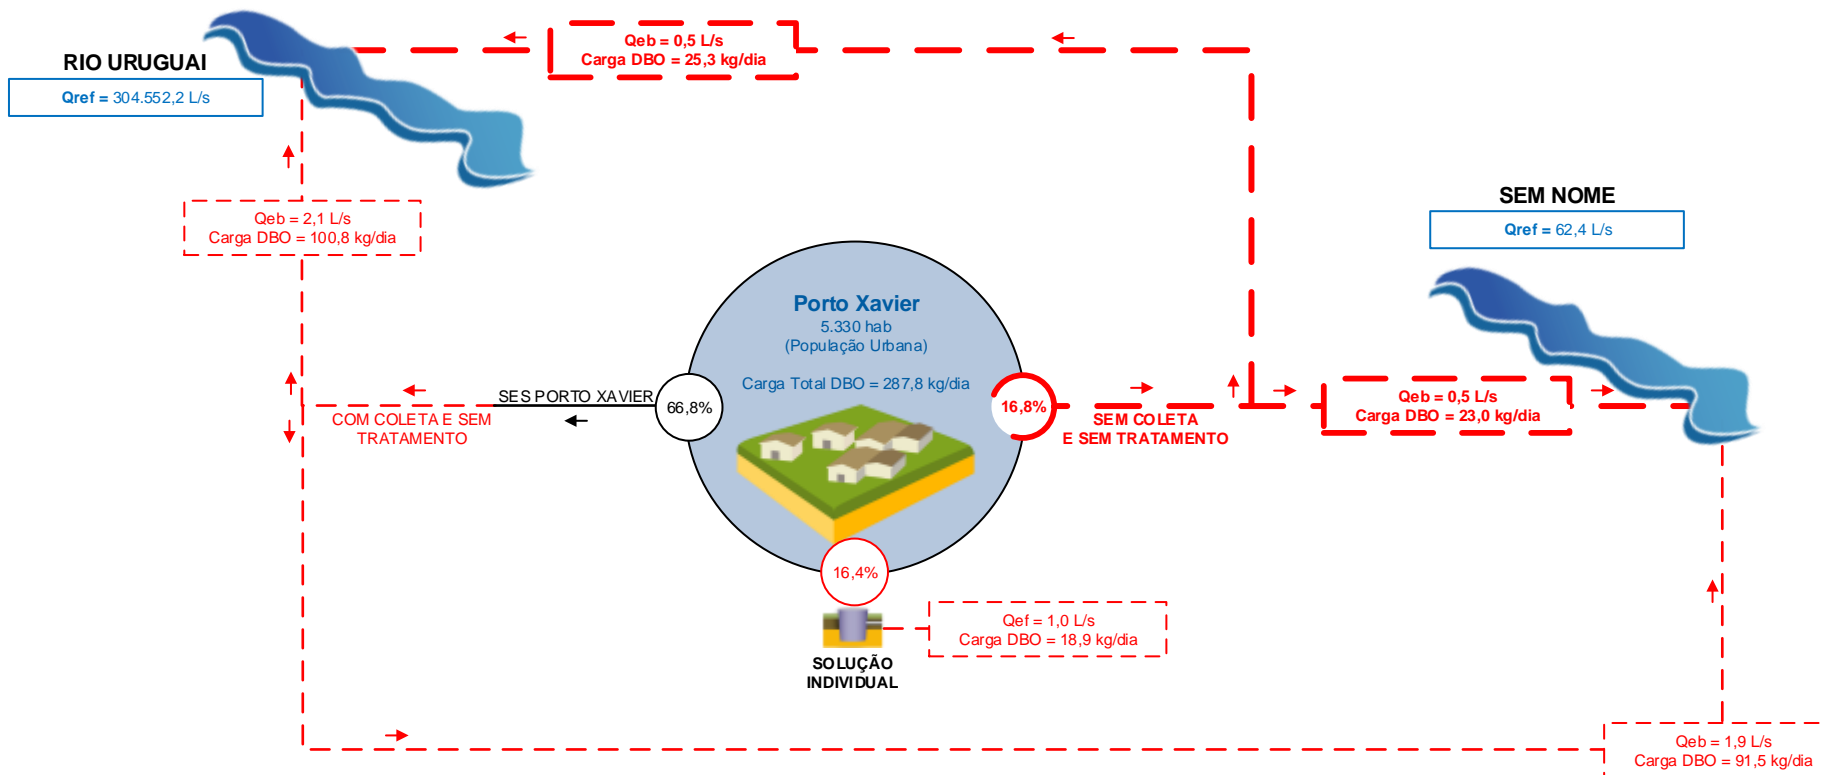 RIO URUGUAI
Qref = 304.552,2 L/s
Qeb = 0,5 L/s
Carga DBO = 25,3 kg/dia
Qeb = 2,1 L/s
Carga DBO = 100,8 kg/dia
SEM NOME
Qref = 62,4 L/s
Porto Xavier
5.330 hab
(População Urbana)
Carga Total DBO = 287,8 kg/dia
SES PORTO XAVIER
66,8%
COM COLETA E SEM
TRATAMENTO
16,8%
SEM COLETA
E SEM TRATAMENTO
Qeb = 0,5 L/s
Carga DBO = 23,0 kg/dia
16,4%
SOLUÇÃO
INDIVIDUAL
Qef = 1,0 L/s
Carga DBO = 18,9 kg/dia
Qeb = 1,9 L/s
Carga DBO = 91,5 kg/dia